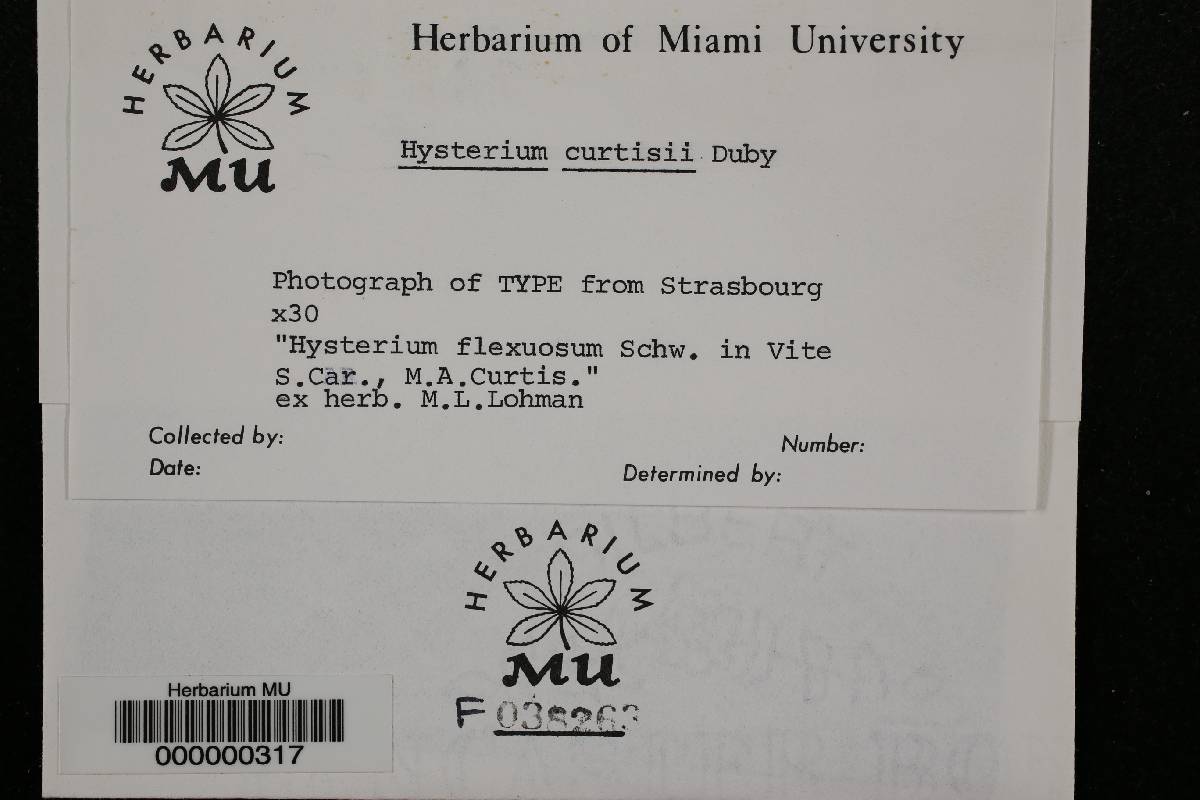 HERBARIUM
MU
Herbarium of Miami University
Hysterium curtisii Duby
Photograph of TYPE from Strasbourg
x30
"Hysterium flexuosum Schw. in Vite
S.Car., M.A.Curtis."
ex herb. M.L.Lohman
Collected by:
Number:
Date:
Determined by:
HERBARIUM
MU
F 038263
Herbarium MU
000000317